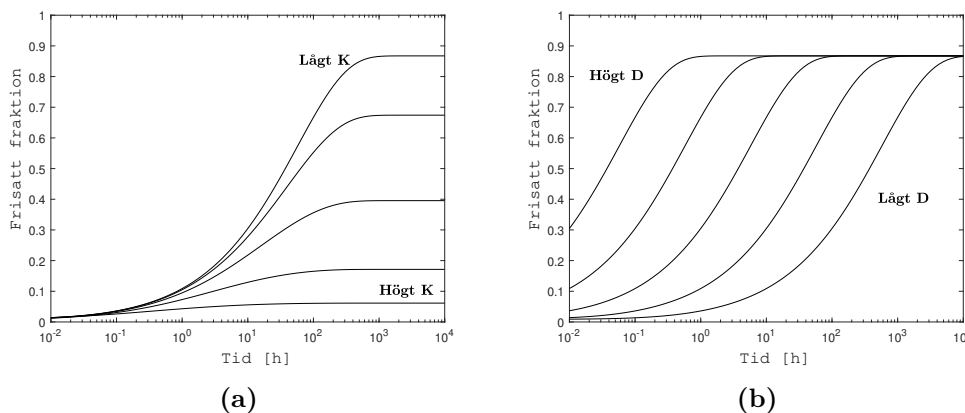 1
0.9
0.8
0.7
0.6
0.5
0.4
0.3
0.2
0.1
0
Frisatt fraktion
Lågt K
Högt K
10^-2 10^-1 10^0 10^1 10^2 10^3 10^4
Tid [h]
(a)
1
0.9
0.8
0.7
0.6
0.5
0.4
0.3
0.2
0.1
0
Frisatt fraktion
Högt D
Lågt D
10^-2 10^-1 10^0 10^1 10^2 10^3 10
Tid [h]
(b)